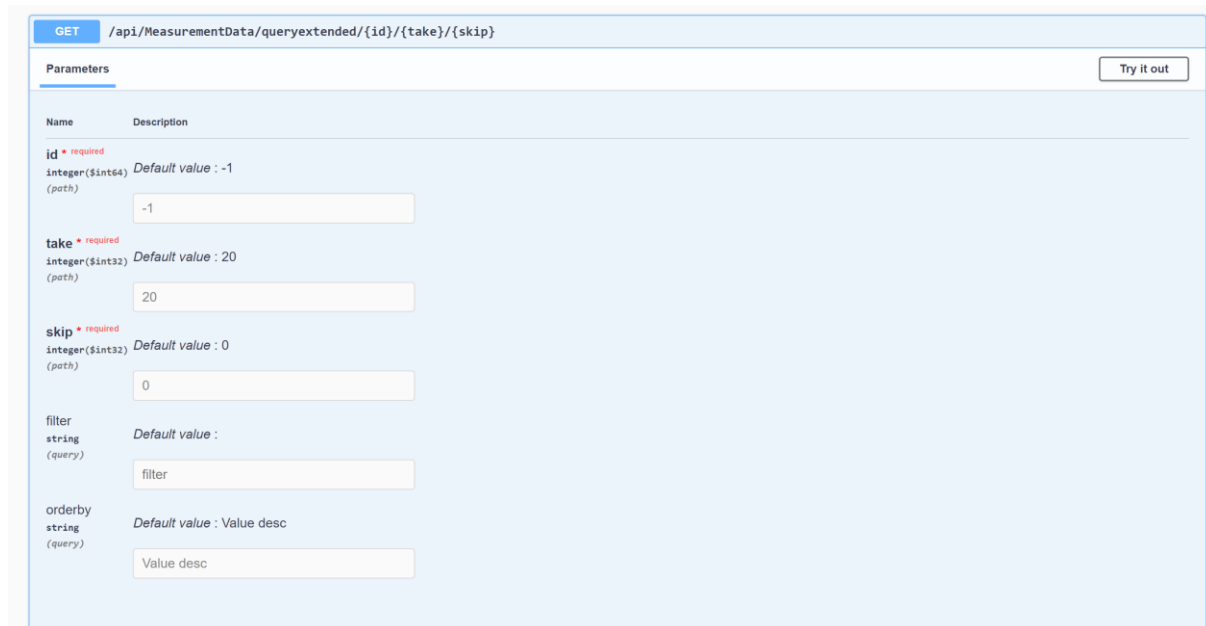 GET /api/MeasurementData/queryextended/{id}/{take}/{skip}
Parameters Try it out
Name Description
id * required
integer($int64) Default value : -1
(path)
-1
take * required
integer($int32) Default value : 20
(path)
20
skip * required
integer($int32) Default value : 0
(path)
0
filter
string Default value :
(query)
filter
orderby
string Default value : Value desc
(query)
Value desc